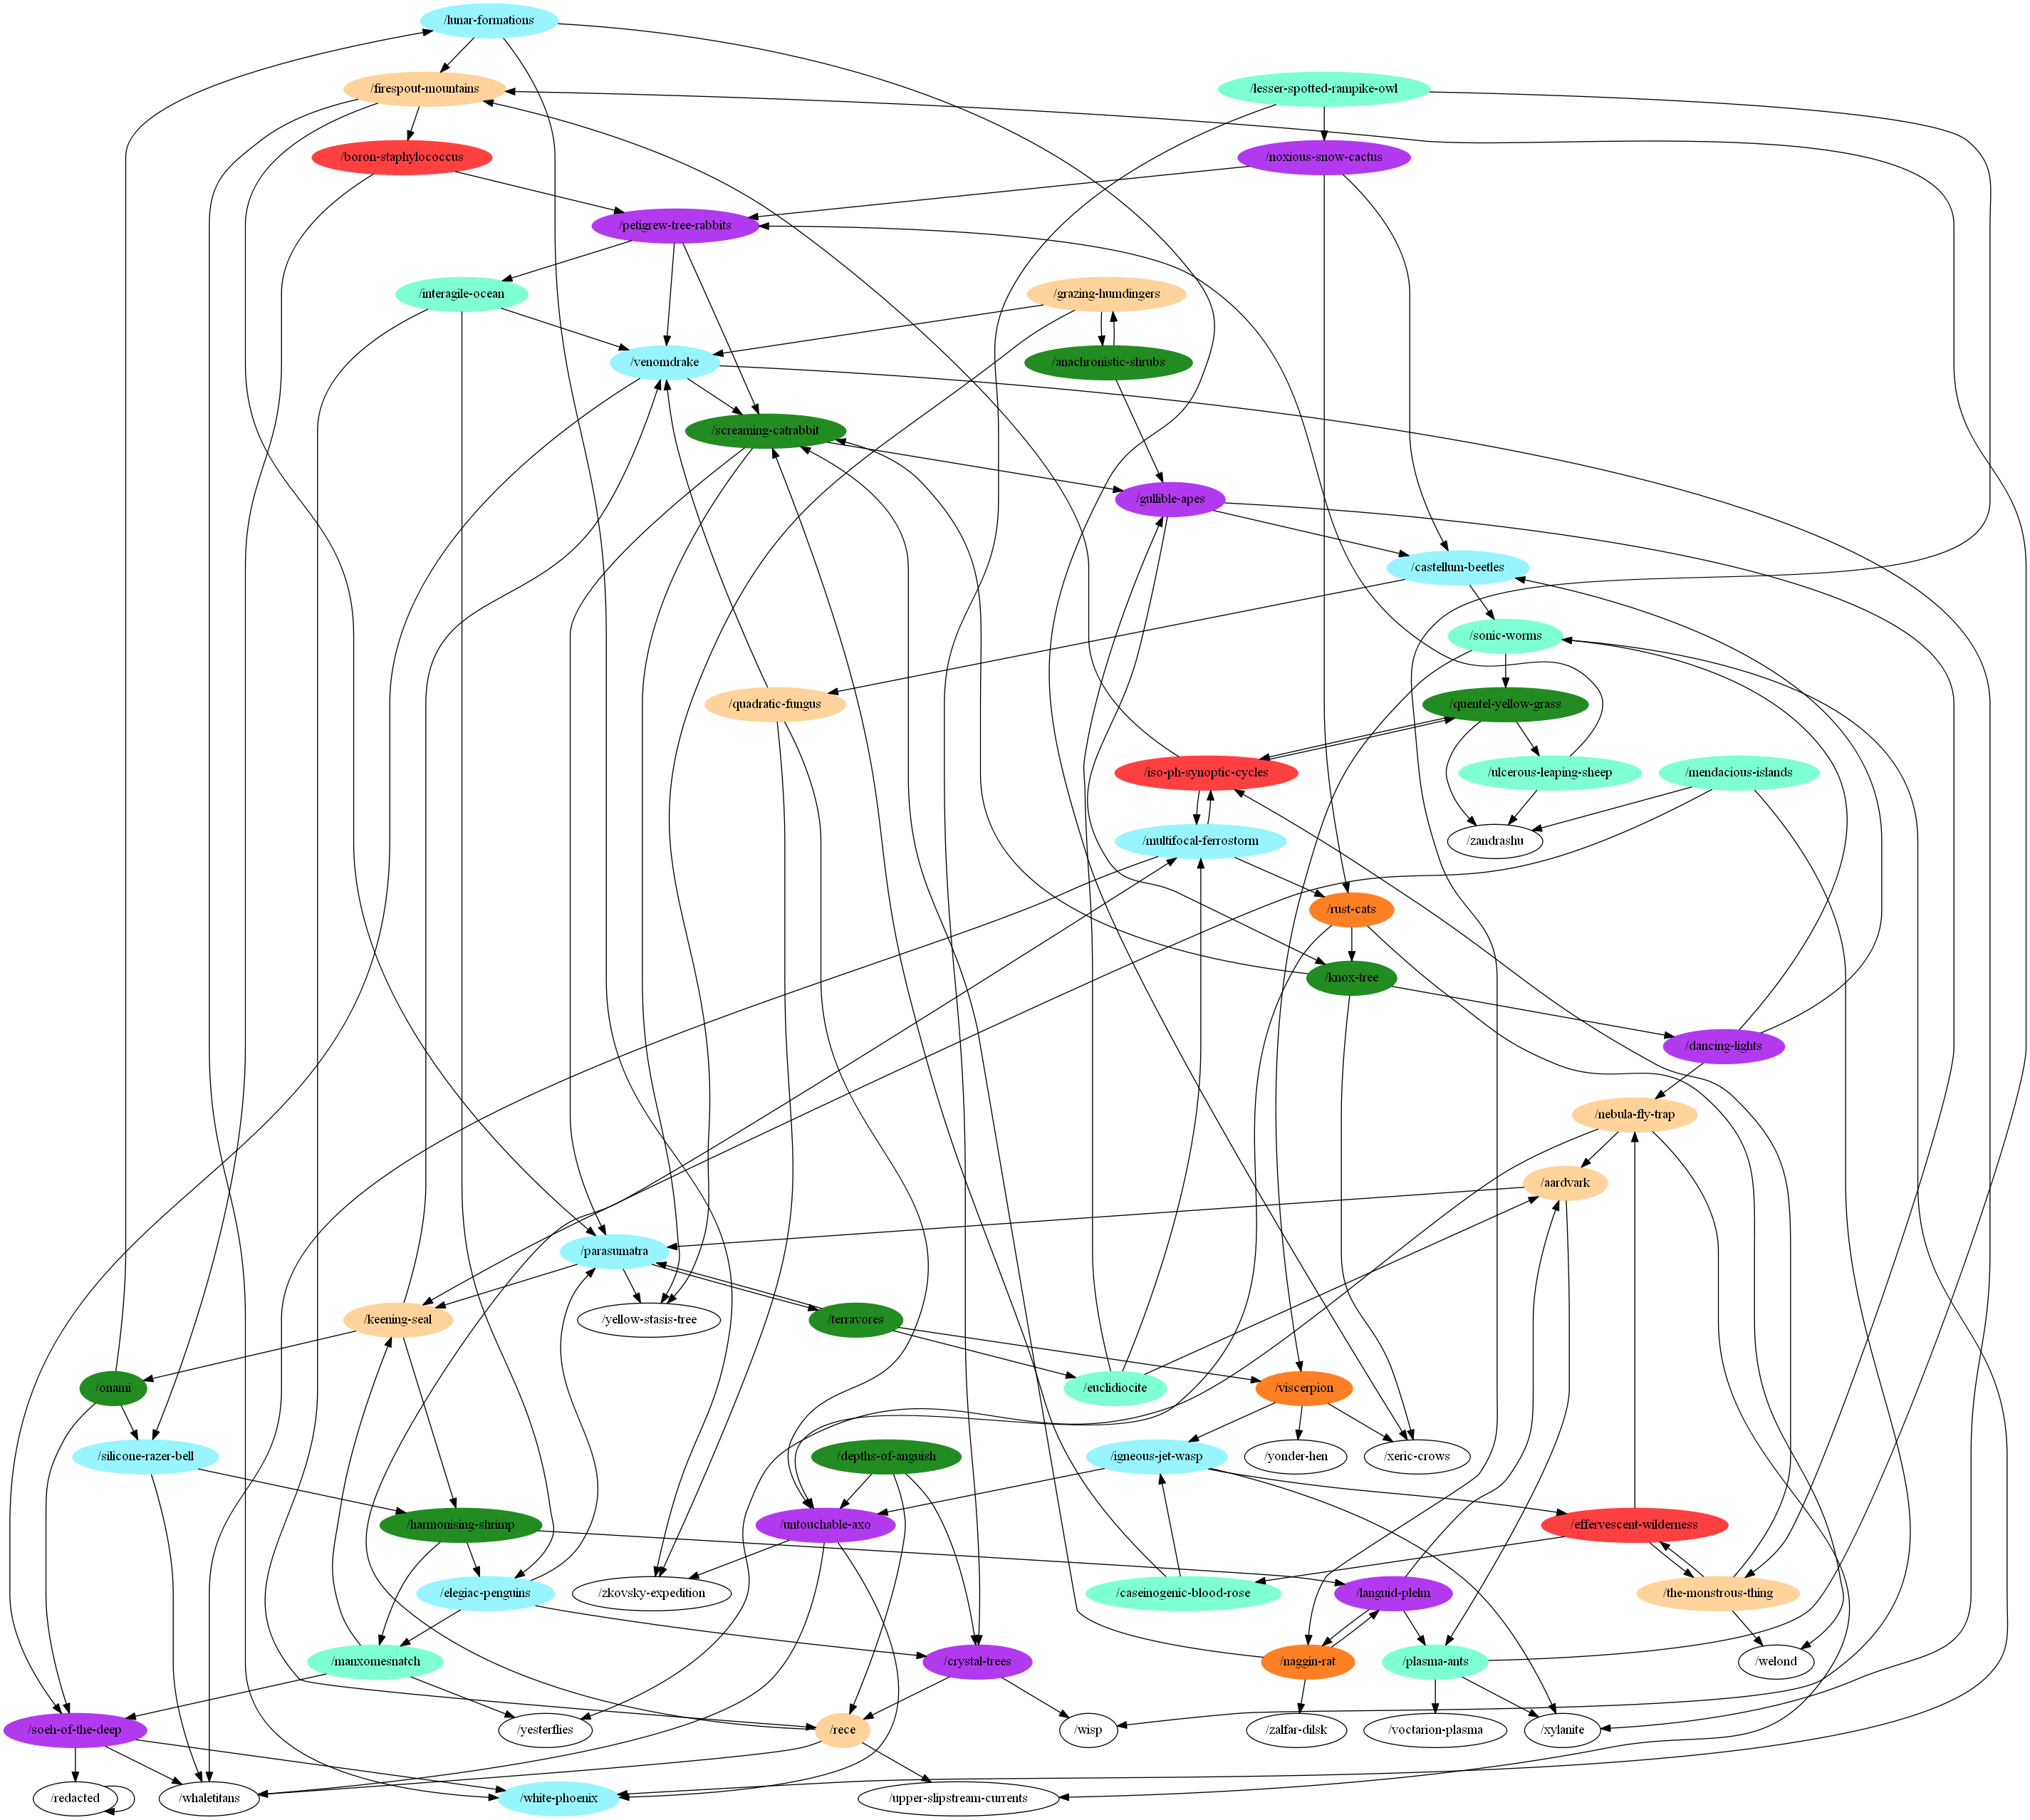 /lunar-formations
/firespout-mountains
/lesser-spotted-rampike-owl
/boron-staphylococcus
/noxious-snow-cactus
/petigrew-tree-rabbits
/interagile-ocean
/grazing-humdingers
/venomdrake
/anachronistic-shrubs
/screaming-catrabbit
/gullible-apes
/castellum-beetles
/sonic-worms
/quadratic-fungus
/quentel-yellow-grass
/iso-ph-synoptic-cycles
/ulcerous-leaping-sheep
/mendacious-islands
/multifocal-ferrostorm
/zandrashu
/rust-cats
/knox-tree
/dancing-lights
/nebula-fly-trap
/aardvark
/parasumatra
/keening-seal
/yellow-stasis-tree
/terravores
/onami
/euclidiocite
/viscerpion
/silicone-razer-bell
/depths-of-anguish
/igneous-jet-wasp
/yonder-hen
/xeric-crows
/harmonising-shrimp
/untouchable-axo
/effervescent-wilderness
/elegiac-penguins
/zkovsky-expedition
/caseinogenic-blood-rose
/languid-plelm
/the-monstrous-thing
/manxomesnatch
/crystal-trees
/naggin-rat
/plasma-ants
/welond
/soeh-of-the-deep
/yesterflies
/rece
/wisp
/zalfar-dilsk
/voctarion-plasma
/xylanite
/redacted
/whaletitans
/white-phoenix
/upper-slipstream-currents